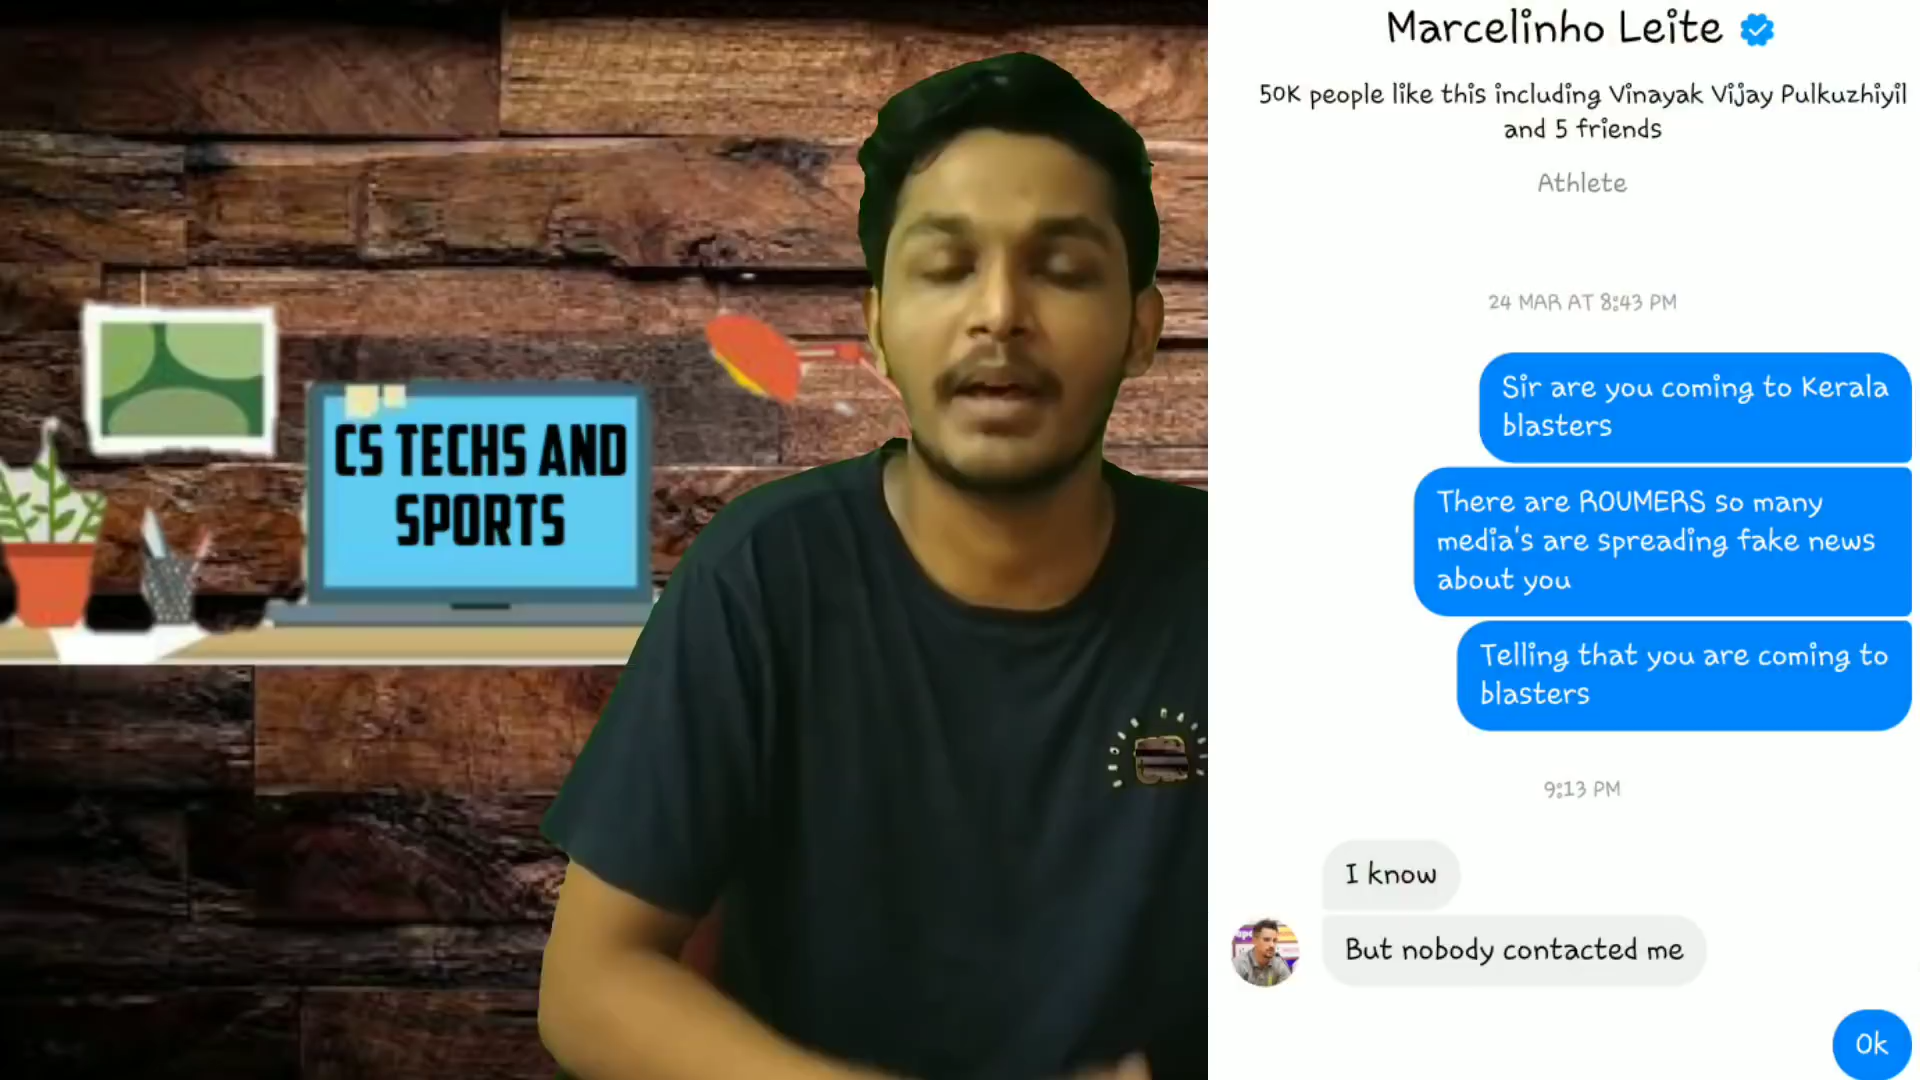 CS TECHS AND
SPORTS
Marcelinho Leite
50K people like this including Vinayak Vijay Pulkuzhiyil
and 5 friends
Athlete
24 MAR AT 8:43 PM
Sir are you coming to Kerala
blasters
There are ROUMERS so many
media's are spreading fake news
about you
Telling that you are coming to
blasters
9:13 PM
I know
But nobody contacted me
Ok